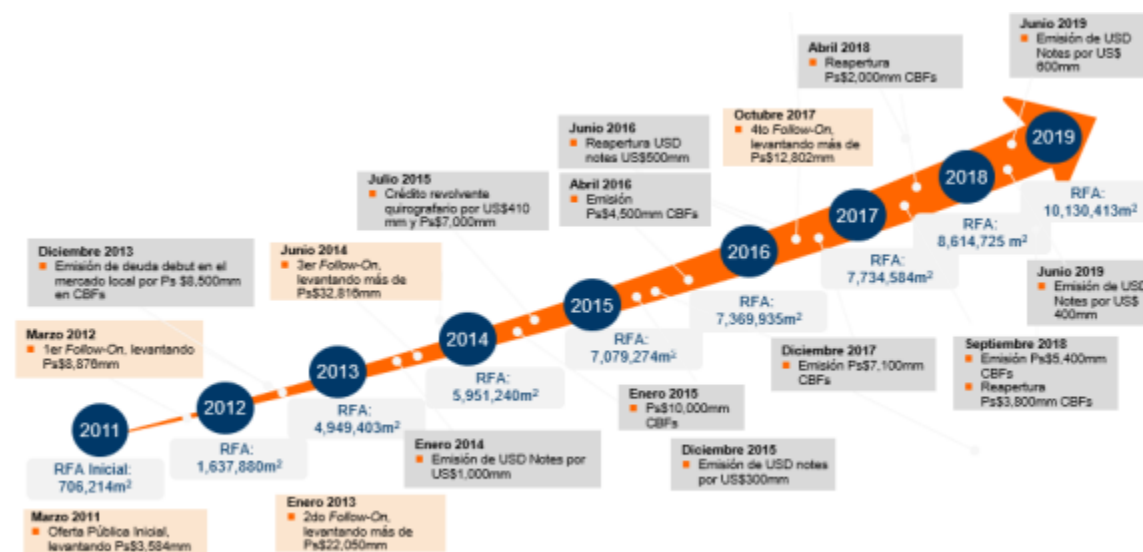 Junio 2019
Emisión de USD
Notes por US$
600mm
Abril 2018
Reapertura
Ps$2,000mm CBFs
Octubre 2017
4to Follow-On,
levantando más de
Ps$12,802mm
Junio 2016
Reapertura USD
notes US$500mm
Abril 2016
Emisión
Ps$4,500mm CBFs
Julio 2015
Crédito revolvente
quirografario por US$410
mm y Ps$7,000mm
Junio 2014
3er Follow-On,
levantando más de
Ps$32,816mm
Diciembre 2013
Emisión de deuda debut en el
mercado local por Ps $8,500mm
en CBFs
Marzo 2012
1er Follow-On, levantando
Ps$8,876mm
2011
2012
2013
2014
2015
2016
2017
2018
2019
RFA Inicial:
706,214m²
RFA:
1,637,880m²
RFA:
4,949,403m²
RFA:
5,951,240m²
RFA:
7,079,274m²
RFA:
7,369,935m²
RFA:
7,734,584m²
RFA:
8,614,725 m²
RFA:
10,130,413m²
Marzo 2011
Oferta Pública Inicial,
levantando Ps$3,584mm
Enero 2013
2do Follow-On,
levantando más de
Ps$22,050mm
Enero 2014
Emisión de USD Notes por
US$1,000mm
Enero 2015
Ps$10,000mm
CBFs
Diciembre 2015
Emisión de USD notes
por US$300mm
Diciembre 2017
Emisión Ps$7,100mm
CBFs
Septiembre 2018
Emisión Ps$5,400mm
CBFs
Reapertura
Ps$3,800mm CBFs
Junio 2019
Emisión de USD
Notes por US$
400mm